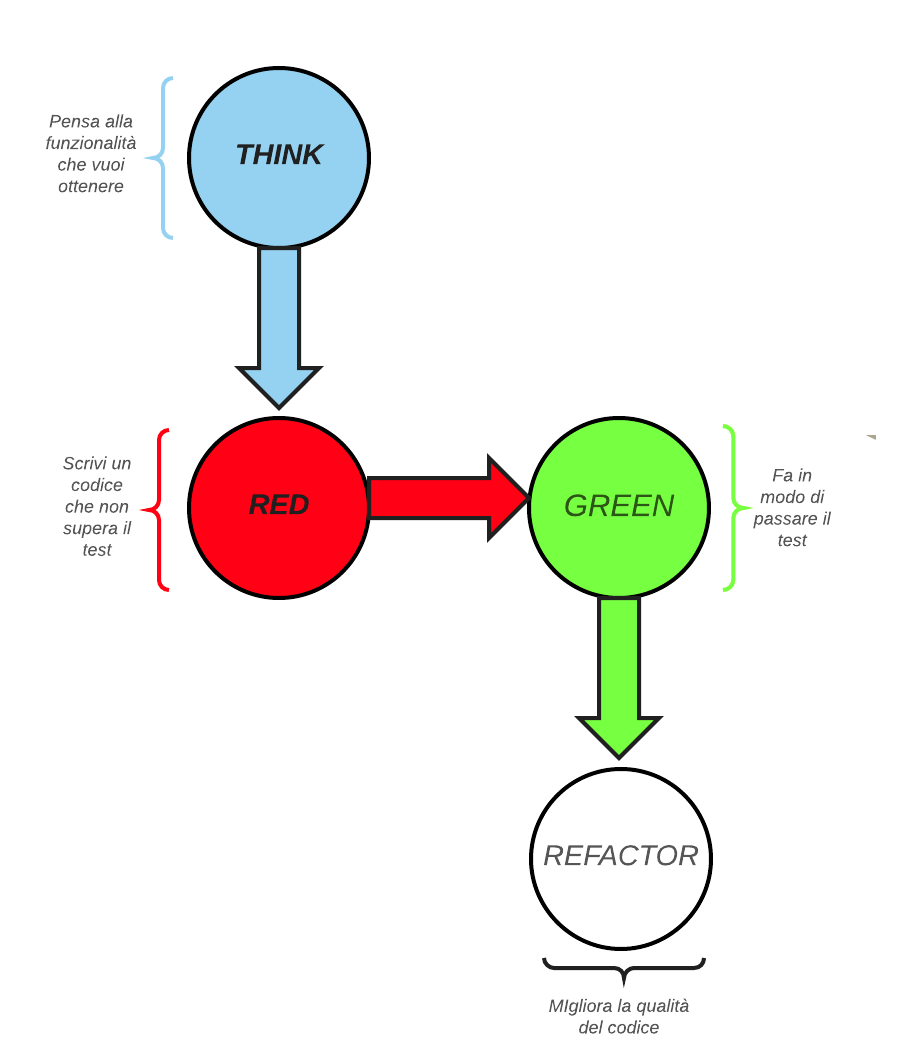 Pensa alla
funzionalità
che vuoi
ottenere
THINK
Scrivi un
codice
che non
supera il
test
RED
GREEN
Fa in
modo di
passare il
test
REFACTOR
MIgliora la qualità
del codice